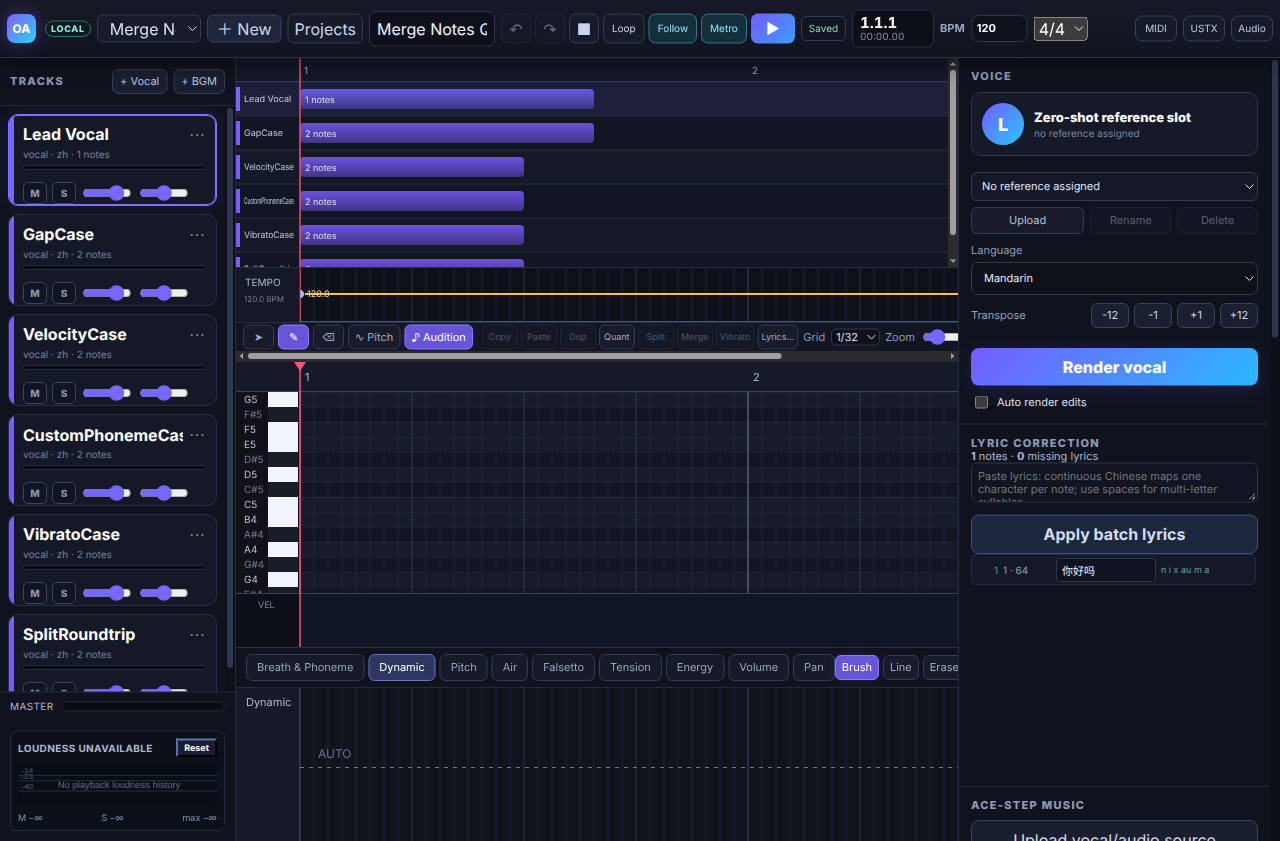 OA LOCAL Merge N + New Projects Merge Notes Q Loop Follow Metro Saved 1.1.1 00:00.00 BPM 120 4/4 MIDI USTX Audio
TRACKS + Vocal + BGM
Lead Vocal ...
vocal · zh · 1 notes
M S
GapCase ...
vocal · zh · 2 notes
M S
VelocityCase ...
vocal · zh · 2 notes
M S
CustomPhonemeCas ...
vocal · zh · 2 notes
M S
VibratoCase ...
vocal · zh · 2 notes
M S
SplitRoundtrip ...
vocal · zh · 2 notes
M S
MASTER
LOUDNESS UNAVAILABLE Reset
-14
-23
-40
No playback loudness history
M -∞ S -∞ max -∞
1 2
Lead Vocal 1 notes
GapCase 2 notes
VelocityCase 2 notes
CustomPhonemeCase 2 notes
VibratoCase 2 notes
TEMPO
120.0 BPM
120.0
∿ Pitch ♪ Audition Copy Paste Dup Quant Split Merge Vibrato Lyrics... Grid 1/32 Zoom
1 2
G5
F#5
F5
E5
D#5
D5
C#5
C5
B4
A#4
A4
G#4
G4
F#4
VEL
Breath & Phoneme Dynamic Pitch Air Falsetto Tension Energy Volume Pan Brush Line Erase
Dynamic
AUTO
VOICE
L Zero-shot reference slot
no reference assigned
No reference assigned
Upload Rename Delete
Language
Mandarin
Transpose -12 -1 +1 +12
Render vocal
Auto render edits
LYRIC CORRECTION
1 notes · 0 missing lyrics
Paste lyrics: continuous Chinese maps one
character per note; use spaces for multi-letter
syllables.
Apply batch lyrics
1 1 · 64 你好吗 n i x au m a
ACE-STEP MUSIC
Upload vocal/audio source